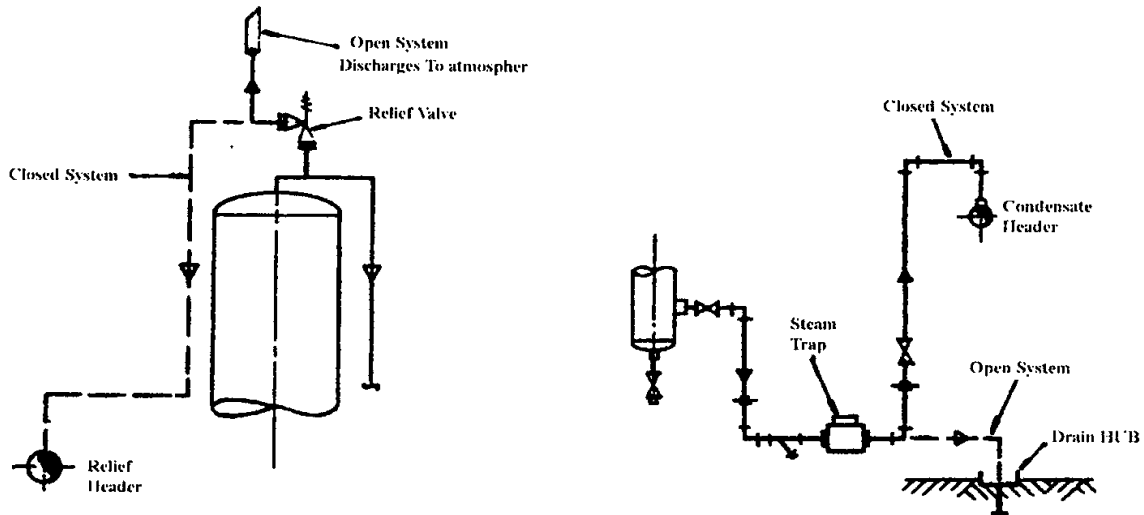 Open System
Discharges To atmospher
Relief Valve
Closed System
Relief
Header
Closed System
Condensate
Header
Steam
Trap
Open System
Drain HUB